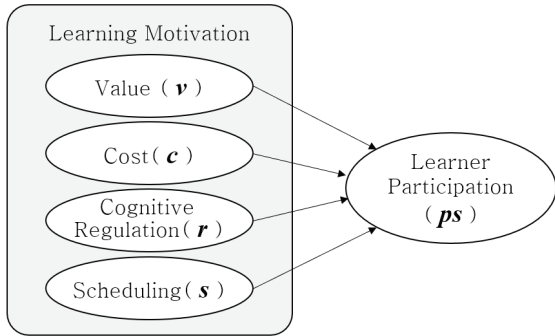 Learning Motivation
Value ( v )
Cost( c )
Cognitive
Regulation( r )
Scheduling( s )
Learner
Participation
( ps )